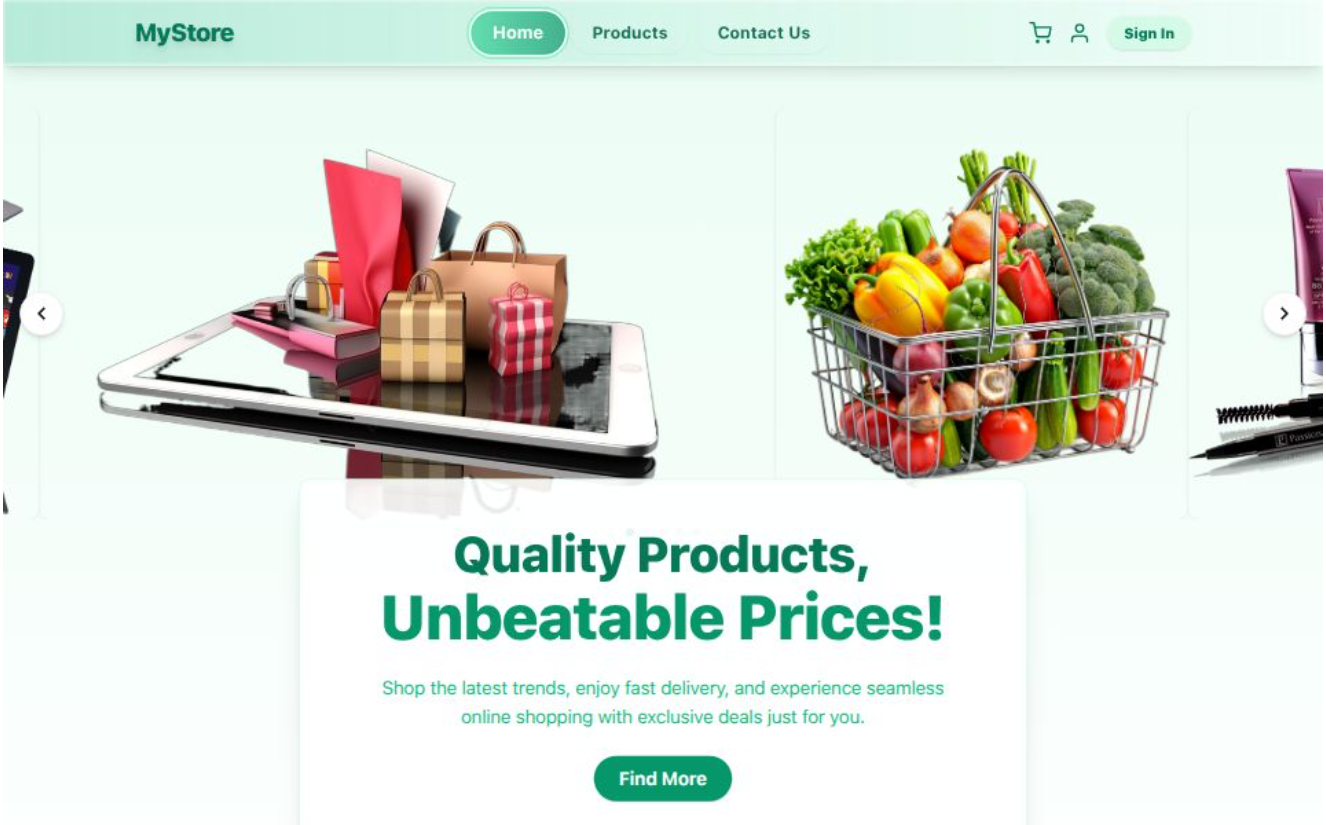 MyStore
Home
Products
Contact Us
Sign In
Quality Products,
Unbeatable Prices!
Shop the latest trends, enjoy fast delivery, and experience seamless
online shopping with exclusive deals just for you.
Find More